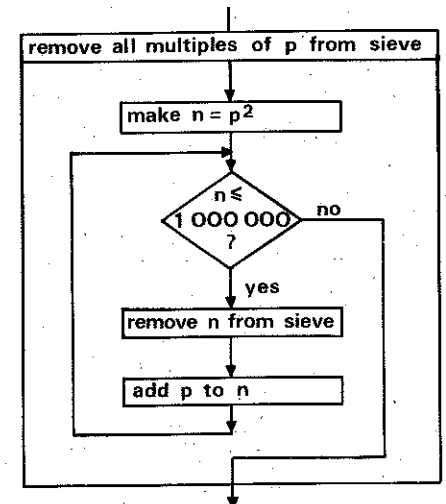 remove all multiples of p from sieve
make n = p²
n ≤
1 000 000
?
no
yes
remove n from sieve
add p to n